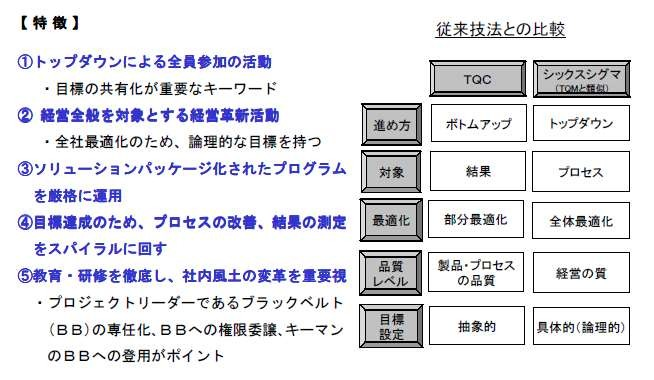 【特徴】
①トップダウンによる全員参加の活動
・目標の共有化が重要なキーワード
② 経営全般を対象とする経営革新活動
・全社最適化のため、論理的な目標を持つ
③ソリューションパッケージ化されたプログラム
を厳格に運用
④目標達成のため、プロセスの改善、結果の測定
をスパイラルに回す
⑤教育・研修を徹底し、社内風土の変革を重要視
・プロジェクトリーダーであるブラックベルト
（ＢＢ）の専任化、ＢＢへの権限委譲、キーマン
のＢＢへの登用がポイント
従来技法との比較
ＴＱＣ
シックスシグマ
（TQMと類似）
進め方
ボトムアップ
トップダウン
対象
結果
プロセス
最適化
部分最適化
全体最適化
品質
レベル
製品・プロセス
の品質
経営の質
目標
設定
抽象的
具体的（論理的）